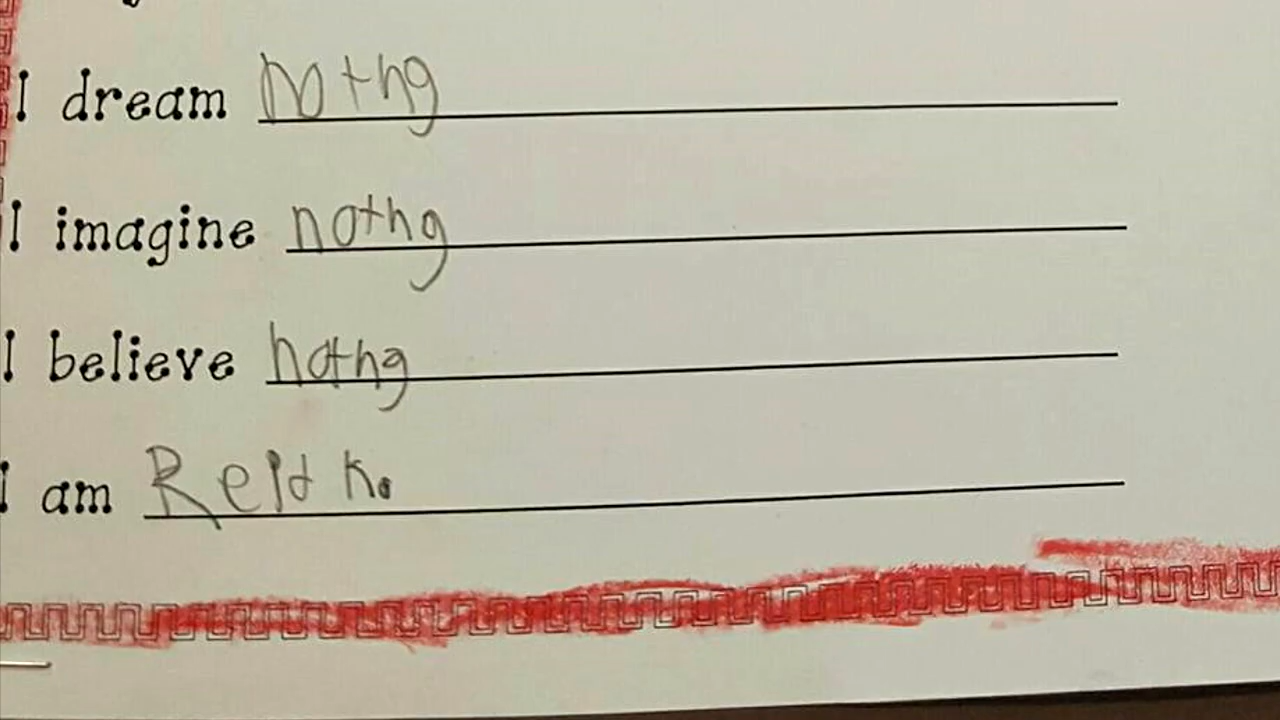 I dream nothg
I imagine nothg
I believe nothg
I am Reid K.